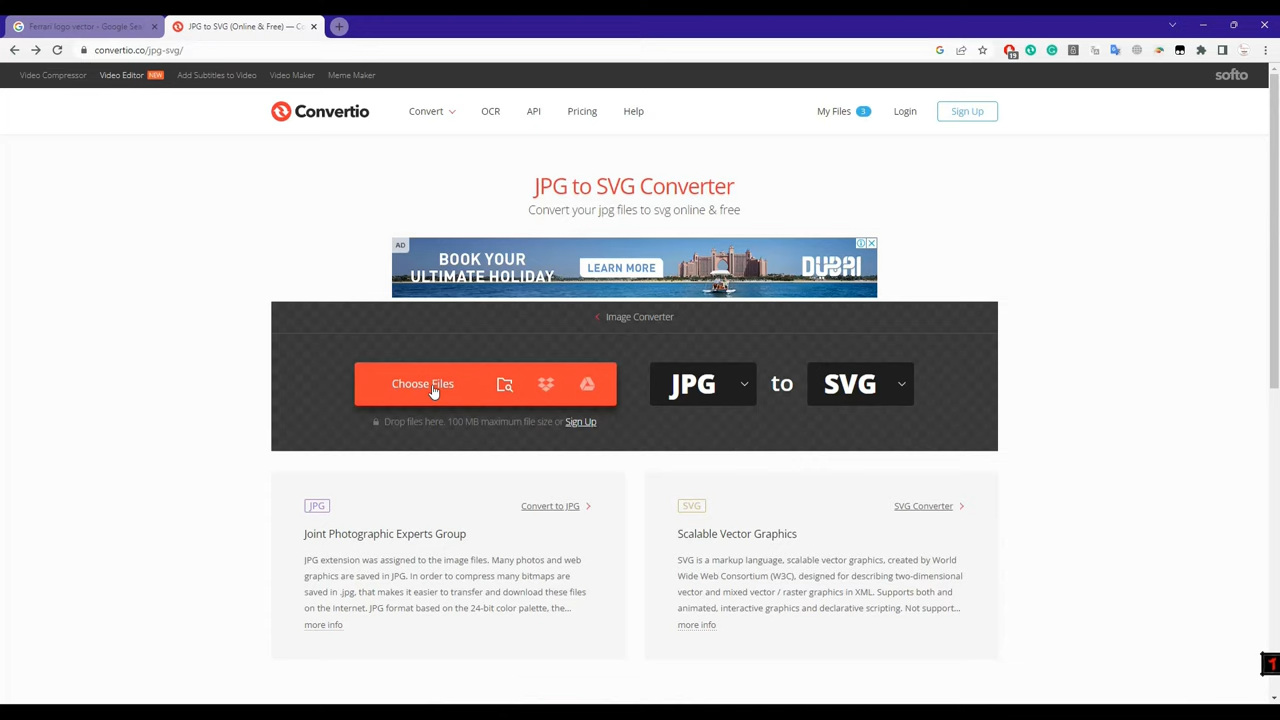 Ferrari logo vector - Google Sea
JPG to SVG (Online & Free) — Co
convertio.co/jpg-svg/
19
Video Compressor
Video Editor NEW
Add Subtitles to Video
Video Maker
Meme Maker
softo
Convertio
Convert
OCR
API
Pricing
Help
My Files 3
Login
Sign Up
JPG to SVG Converter
Convert your jpg files to svg online & free
AD
BOOK YOUR
ULTIMATE HOLIDAY
LEARN MORE
DUBAI
Image Converter
Choose Files
JPG to SVG
Drop files here. 100 MB maximum file size or Sign Up
JPG
Convert to JPG
Joint Photographic Experts Group
JPG extension was assigned to the image files. Many photos and web
graphics are saved in JPG. In order to compress many bitmaps are
saved in .jpg, that makes it easier to transfer and download these files
on the Internet. JPG format based on the 24-bit color palette, the...
more info
SVG
SVG Converter
Scalable Vector Graphics
SVG is a markup language, scalable vector graphics, created by World
Wide Web Consortium (W3C), designed for describing two-dimensional
vector and mixed vector / raster graphics in XML. Supports both and
animated, interactive graphics and declarative scripting. Not support...
more info
1